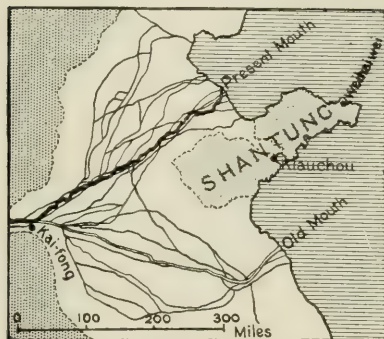 Present Mouth
Weihaiwei
SHANTUNG
Kiauchou
Old Mouth
Kai-fong
0 100 200 300
Miles